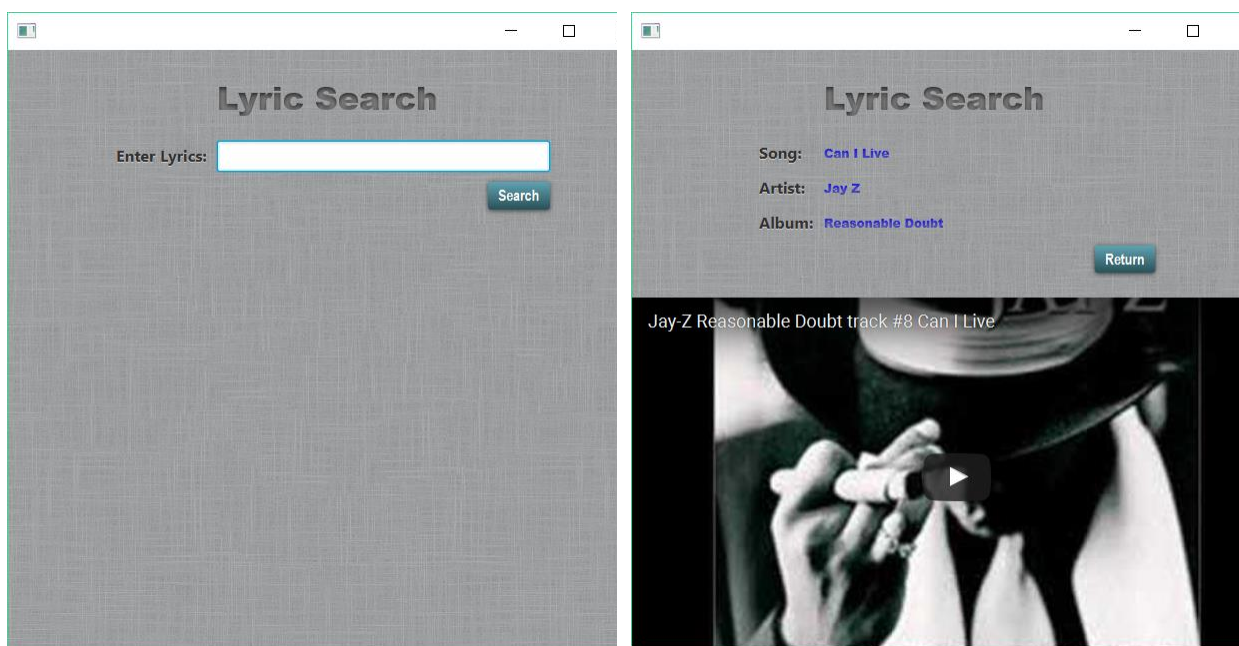 Lyric Search
Enter Lyrics:
Search
Lyric Search
Song: Can I Live
Artist: Jay Z
Album: Reasonable Doubt
Return
Jay-Z Reasonable Doubt track #8 Can I Live